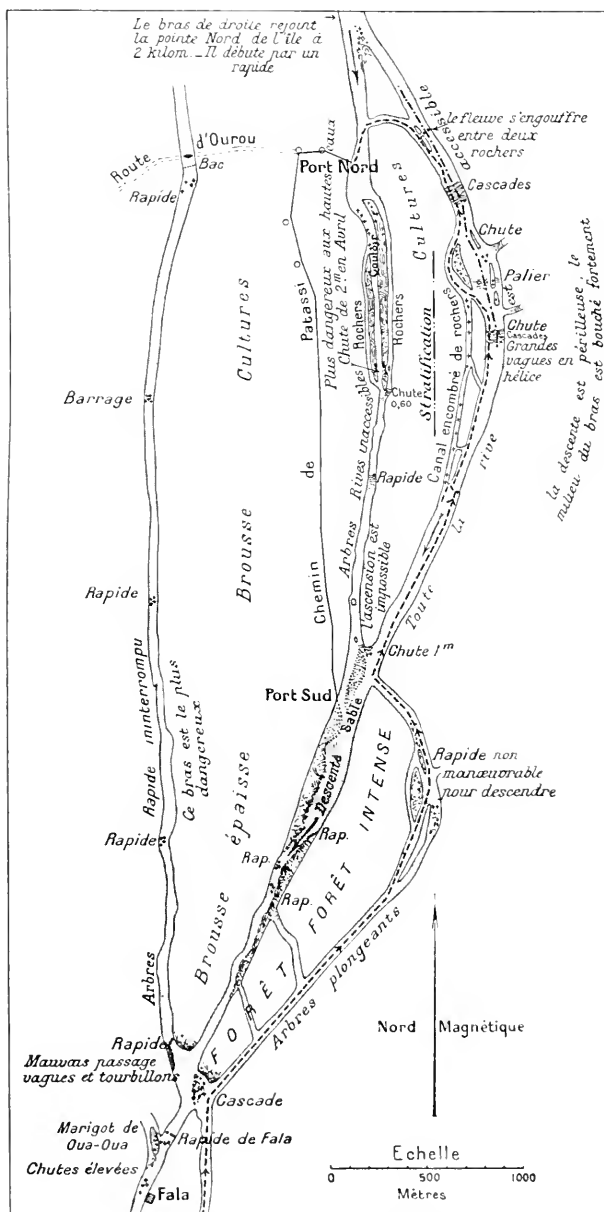 Le bras de droite rejoint
la pointe Nord de l'île à
2 kilom._Il débute par un
rapide
accessible
le fleuve s'engouffre
entre deux
rochers
Route
d'Ourou
Bac
Rapide
Port Nord
Cascades
Cultures
Chute
Palier
est
Chute
Cascades
Grandes
vagues en
hélice
la descente est périlleuse, le
milieu du bras est bouché fortement
Plus dangereux aux hautes eaux
Chute de 2m en Avril
Couloir
Rochers
Rochers
Stratification
Canal encombré de rochers
Cultures
Patassi
Chute
0,60
Barrage
Rives inaccessibles
Rapide
rive
la
Toute
Brousse
de
Chemin
Arbres
l'ascension est
impossible
Rapide
Chute 1m
Port Sud
Sable
Rapide ininterrompu
Ce bras est le plus
dangereux
Rapide non
manœuvrable
pour descendre
Descents
Rapide
Brousse épaisse
Rap.
Rap.
Rap.
FORÊT INTENSE
FORÊT
Arbres plongeants
Arbres
Nord Magnétique
Rapide
Mauvais passage
vagues et tourbillons
Cascade
Marigot de
Oua-Oua
Rapide de Fala
Chutes élevées
Fala
Echelle
0 500 1000
Mètres